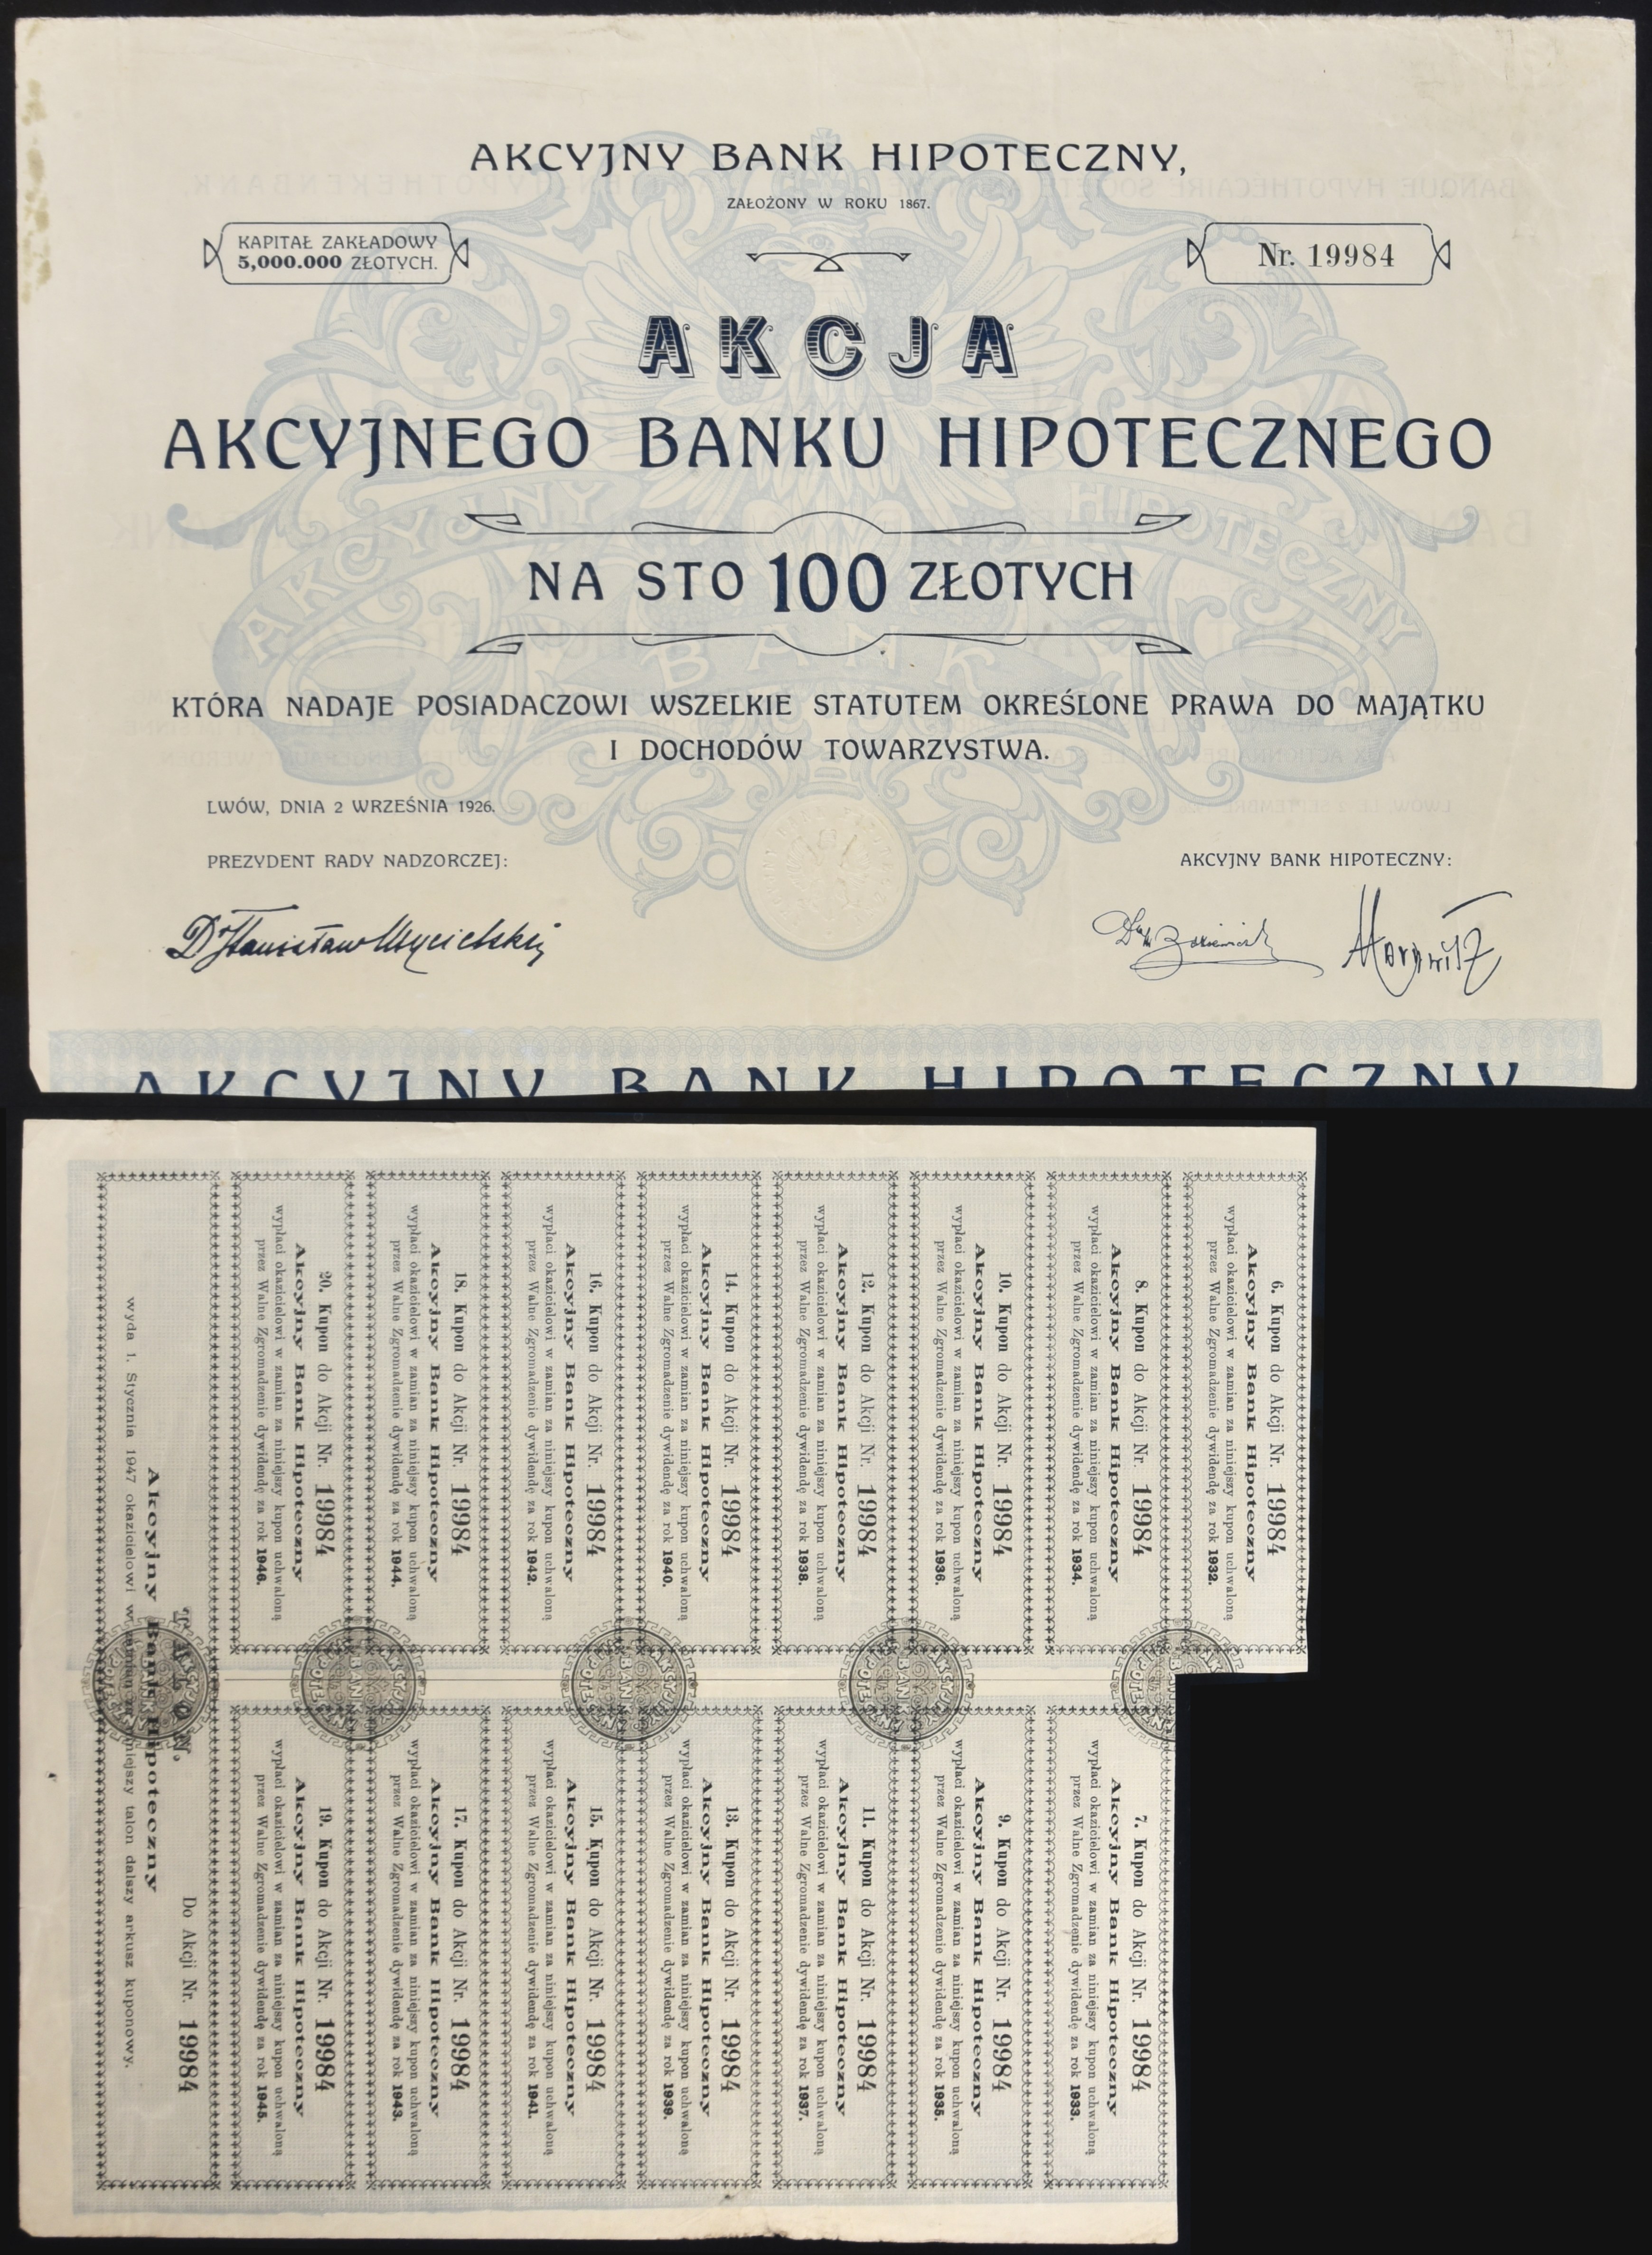 AKCYJNY BANK HIPOTECZNY,
ZAŁOŻONY W ROKU 1867.
KAPITAŁ ZAKŁADOWY
5,000.000 ZŁOTYCH.
Nr. 19984
AKCJA
AKCYJNEGO BANKU HIPOTECZNEGO
AKCYJNY BANK HIPOTECZNY
NA STO 100 ZŁOTYCH
KTÓRA NADAJE POSIADACZOWI WSZELKIE STATUTEM OKREŚLONE PRAWA DO MAJĄTKU
I DOCHODÓW TOWARZYSTWA.
LWÓW, DNIA 2 WRZEŚNIA 1926.
PREZYDENT RADY NADZORCZEJ:
AKCYJNY BANK HIPOTECZNY:
Dr Stanisław Mycielski
AKCYJNY BANK HIPOTECZNY
6. Kupon do Akcji Nr. 19984
Akcyjny Bank Hipoteczny
wypłaci okazicielowi w zamian za niniejszy kupon uchwaloną
przez Walne Zgromadzenie dywidendę za rok 1932.
8. Kupon do Akcji Nr. 19984
Akcyjny Bank Hipoteczny
wypłaci okazicielowi w zamian za niniejszy kupon uchwaloną
przez Walne Zgromadzenie dywidendę za rok 1934.
10. Kupon do Akcji Nr. 19984
Akcyjny Bank Hipoteczny
wypłaci okazicielowi w zamian za niniejszy kupon uchwaloną
przez Walne Zgromadzenie dywidendę za rok 1936.
12. Kupon do Akcji Nr. 19984
Akcyjny Bank Hipoteczny
wypłaci okazicielowi w zamian za niniejszy kupon uchwaloną
przez Walne Zgromadzenie dywidendę za rok 1938.
14. Kupon do Akcji Nr. 19984
Akcyjny Bank Hipoteczny
wypłaci okazicielowi w zamian za niniejszy kupon uchwaloną
przez Walne Zgromadzenie dywidendę za rok 1940.
16. Kupon do Akcji Nr. 19984
Akcyjny Bank Hipoteczny
wypłaci okazicielowi w zamian za niniejszy kupon uchwaloną
przez Walne Zgromadzenie dywidendę za rok 1942.
18. Kupon do Akcji Nr. 19984
Akcyjny Bank Hipoteczny
wypłaci okazicielowi w zamian za niniejszy kupon uchwaloną
przez Walne Zgromadzenie dywidendę za rok 1944.
20. Kupon do Akcji Nr. 19984
Akcyjny Bank Hipoteczny
wypłaci okazicielowi w zamian za niniejszy kupon uchwaloną
przez Walne Zgromadzenie dywidendę za rok 1946.
7. Kupon do Akcji Nr. 19984
Akcyjny Bank Hipoteczny
wypłaci okazicielowi w zamian za niniejszy kupon uchwaloną
przez Walne Zgromadzenie dywidendę za rok 1933.
9. Kupon do Akcji Nr. 19984
Akcyjny Bank Hipoteczny
wypłaci okazicielowi w zamian za niniejszy kupon uchwaloną
przez Walne Zgromadzenie dywidendę za rok 1935.
11. Kupon do Akcji Nr. 19984
Akcyjny Bank Hipoteczny
wypłaci okazicielowi w zamian za niniejszy kupon uchwaloną
przez Walne Zgromadzenie dywidendę za rok 1937.
13. Kupon do Akcji Nr. 19984
Akcyjny Bank Hipoteczny
wypłaci okazicielowi w zamian za niniejszy kupon uchwaloną
przez Walne Zgromadzenie dywidendę za rok 1939.
15. Kupon do Akcji Nr. 19984
Akcyjny Bank Hipoteczny
wypłaci okazicielowi w zamian za niniejszy kupon uchwaloną
przez Walne Zgromadzenie dywidendę za rok 1941.
17. Kupon do Akcji Nr. 19984
Akcyjny Bank Hipoteczny
wypłaci okazicielowi w zamian za niniejszy kupon uchwaloną
przez Walne Zgromadzenie dywidendę za rok 1943.
19. Kupon do Akcji Nr. 19984
Akcyjny Bank Hipoteczny
wypłaci okazicielowi w zamian za niniejszy kupon uchwaloną
przez Walne Zgromadzenie dywidendę za rok 1945.
TALON.
Do Akcji Nr. 19984
Akcyjny Bank Hipoteczny
wyda 1. Stycznia 1947 okazicielowi w zamian za niniejszy talon dalszy arkusz kuponowy.